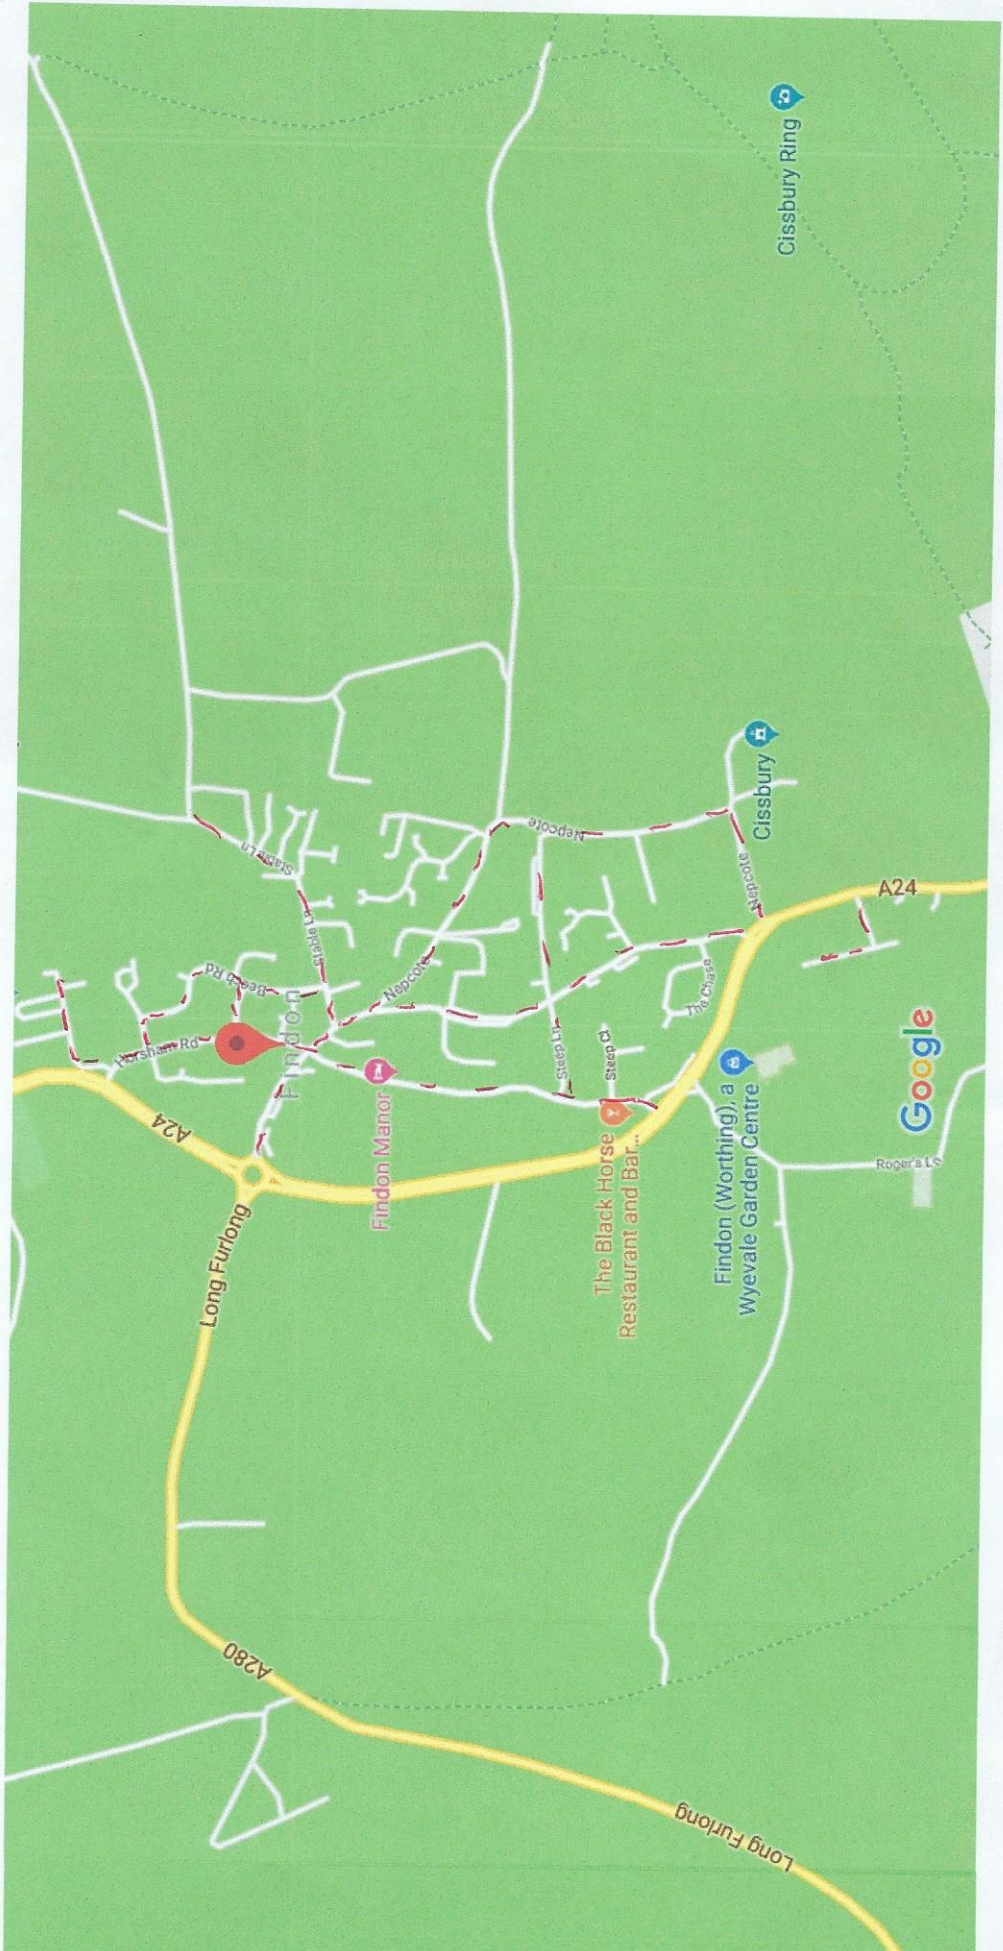 Cissbury Ring
Stable Ln
Nepcote
Stable Ln
Cissbury
Nepcote
A24
Beech Rd
Nepcote
Findon
The Chase
Horsham Rd
Steep Ln
Steep Cl
Google
A24
Findon Manor
The Black Horse
Restaurant and Bar...
Findon (Worthing), a
Wyevale Garden Centre
Long Furlong
A280
Long Furlong